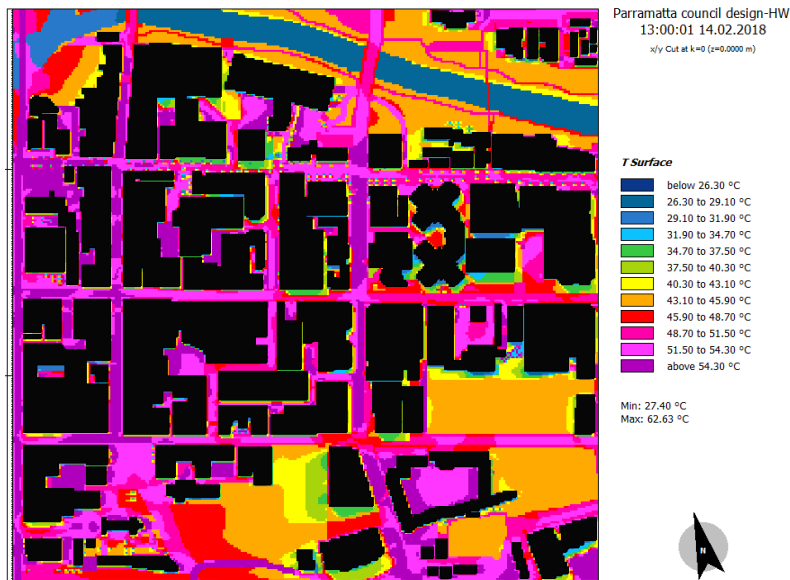 Parramatta council design-HW
13:00:01 14.02.2018
x/y Cut at k=0 (z=0.0000 m)
T Surface
below 26.30 °C
26.30 to 29.10 °C
29.10 to 31.90 °C
31.90 to 34.70 °C
34.70 to 37.50 °C
37.50 to 40.30 °C
40.30 to 43.10 °C
43.10 to 45.90 °C
45.90 to 48.70 °C
48.70 to 51.50 °C
51.50 to 54.30 °C
above 54.30 °C
Min: 27.40 °C
Max: 62.63 °C
N